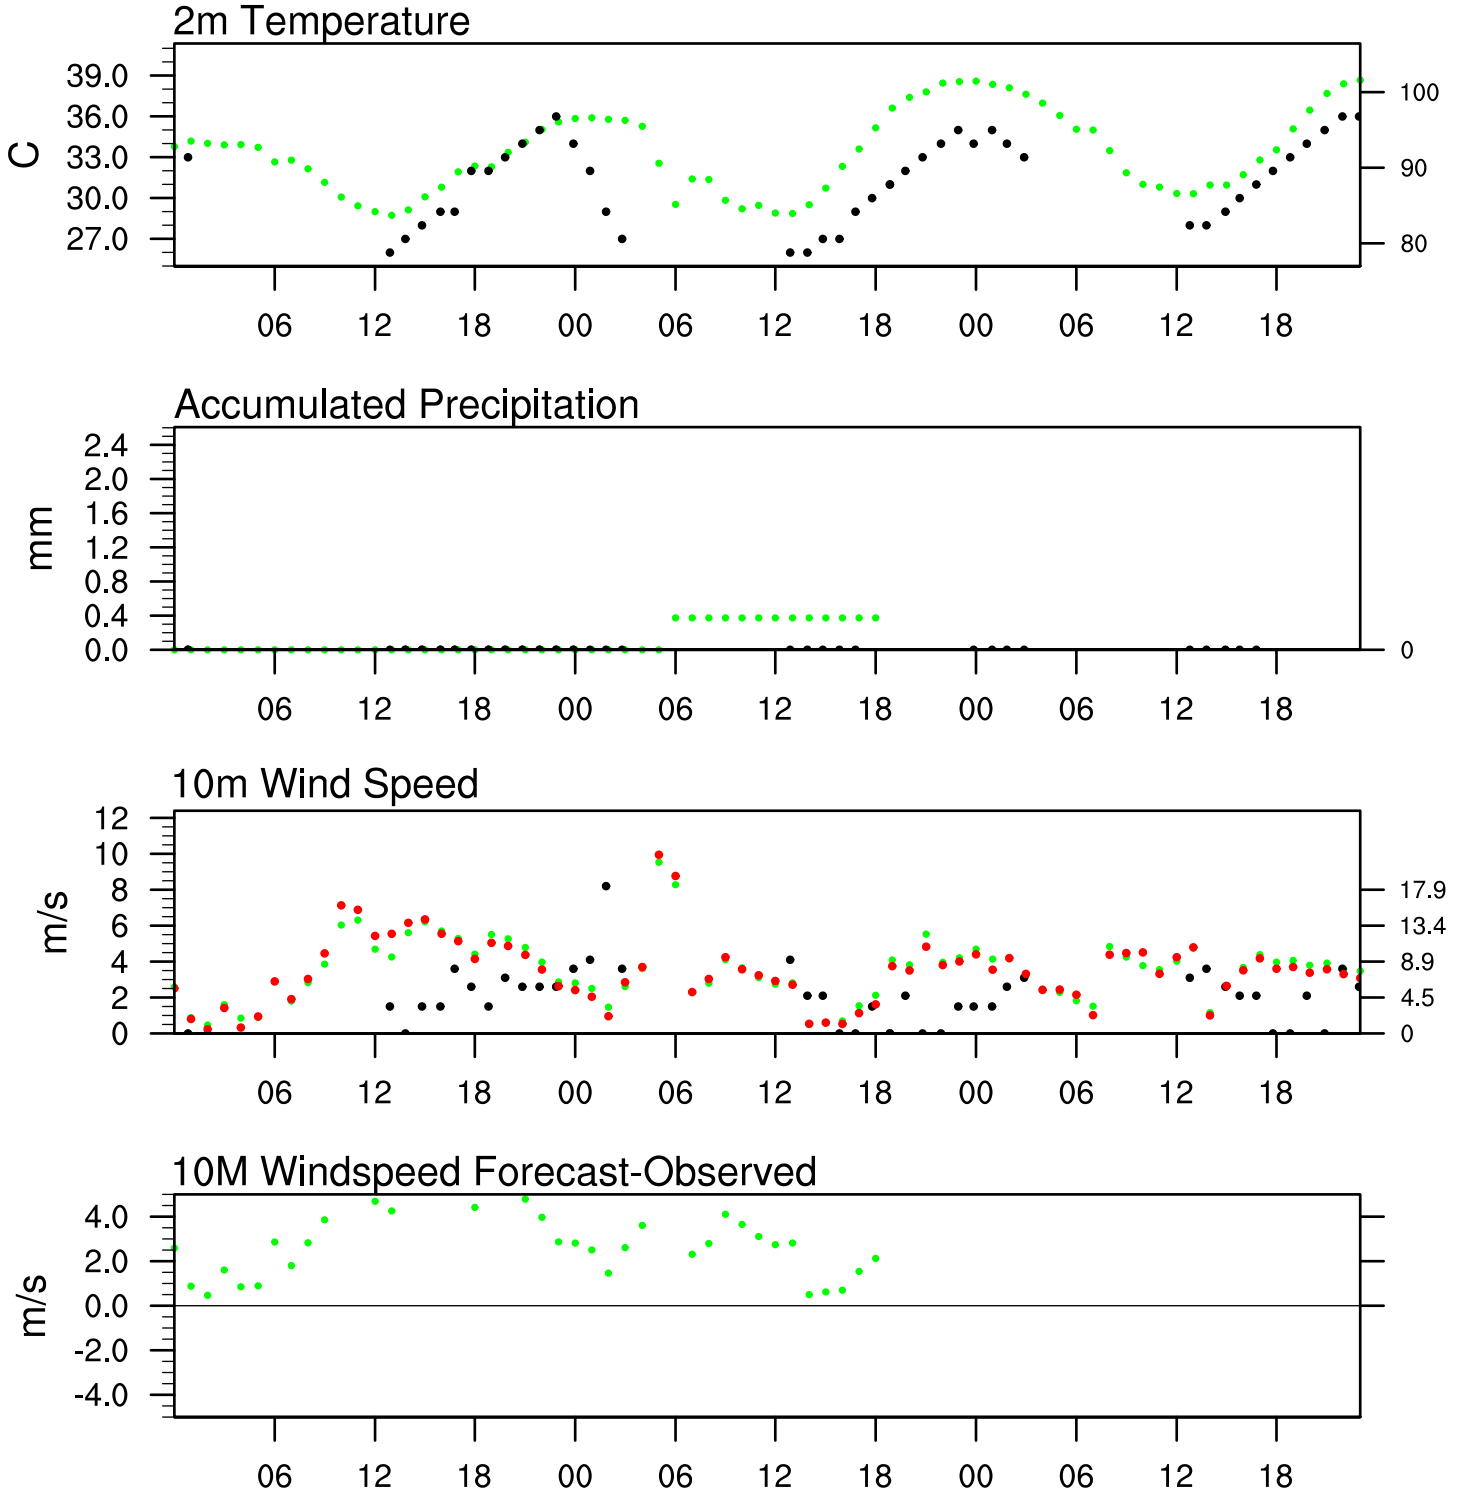 2m Temperature
39.0
36.0
33.0
30.0
27.0
C
100
90
80
06 12 18 00 06 12 18 00 06 12 18
Accumulated Precipitation
2.4
2.0
1.6
1.2
0.8
0.4
0.0
mm
0
06 12 18 00 06 12 18 00 06 12 18
10m Wind Speed
12
10
8
6
4
2
0
m/s
17.9
13.4
8.9
4.5
0
06 12 18 00 06 12 18 00 06 12 18
10M Windspeed Forecast-Observed
4.0
2.0
0.0
-2.0
-4.0
m/s
06 12 18 00 06 12 18 00 06 12 18